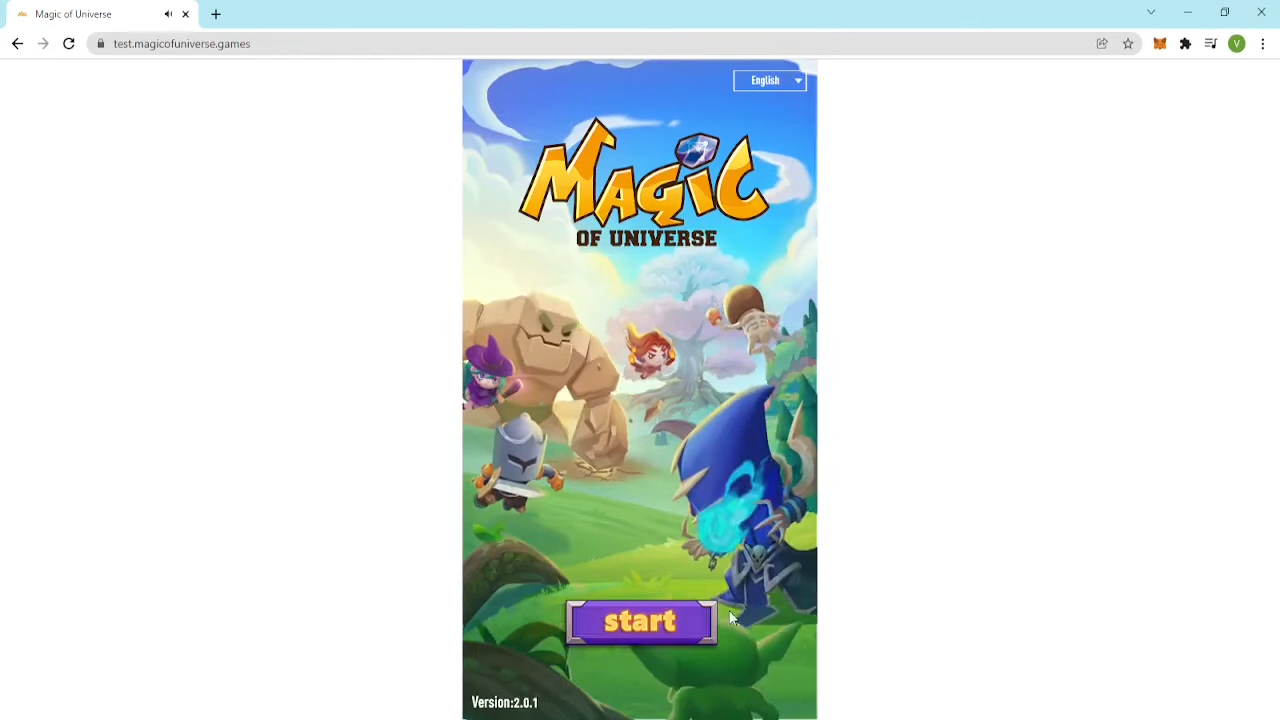 Magic of Universe
test.magicofuniverse.games
V
English
MAGIC
OF UNIVERSE
start
Version:2.0.1